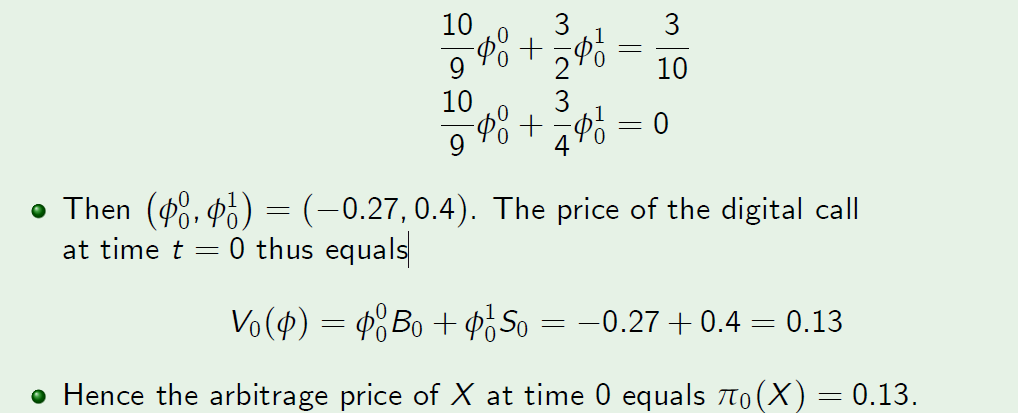 10/9 ϕ₀⁰ + 3/2 ϕ₀¹ = 3/10
10/9 ϕ₀⁰ + 3/4 ϕ₀¹ = 0
• Then (ϕ₀⁰, ϕ₀¹) = (−0.27, 0.4). The price of the digital call
at time t = 0 thus equals
V₀(ϕ) = ϕ₀⁰B₀ + ϕ₀¹S₀ = −0.27 + 0.4 = 0.13
• Hence the arbitrage price of X at time 0 equals π₀(X) = 0.13.